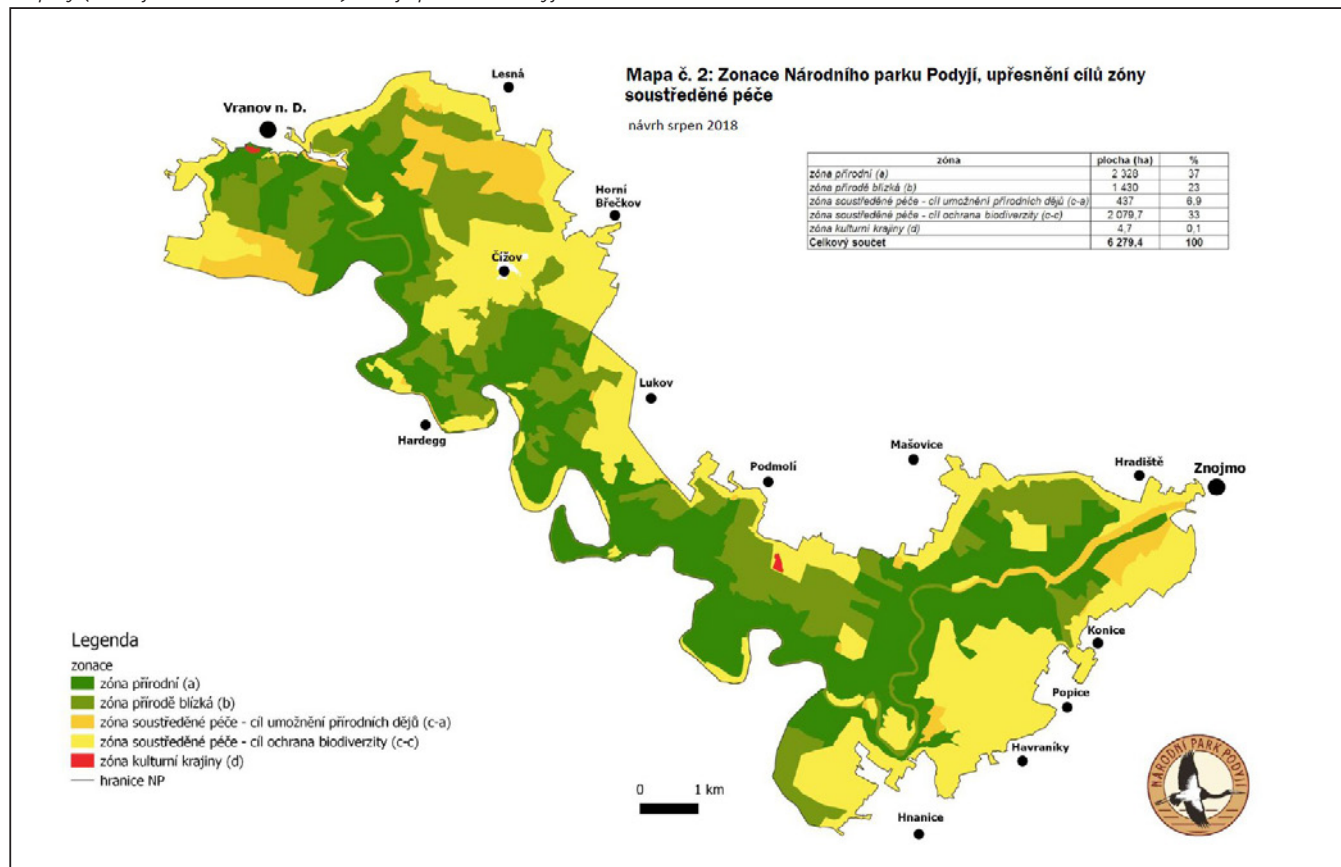 Mapa č. 2: Zonace Národního parku Podyjí, upřesnění cílů zóny
soustředěné péče
návrh srpen 2018
zóna plocha (ha) %
zóna přírodní (a) 2 328 37
zóna přírodě blízká (b) 1 430 23
zóna soustředěné péče - cíl umožnění přírodních dějů (c-a) 437 6,9
zóna soustředěné péče - cíl ochrana biodiverzity (c-c) 2 079,7 33
zóna kulturní krajiny (d) 4,7 0,1
Celkový součet 6 279,4 100
Lesná
Vranov n. D.
Horní
Břečkov
Čížov
Lukov
Hardegg
Podmolí
Mašovice
Hradiště
Znojmo
Konice
Popice
Havraníky
Hnanice
Legenda
zonace
zóna přírodní (a)
zóna přírodě blízká (b)
zóna soustředěné péče - cíl umožnění přírodních dějů (c-a)
zóna soustředěné péče - cíl ochrana biodiverzity (c-c)
zóna kulturní krajiny (d)
hranice NP
0 1 km
NÁRODNÍ PARK PODYJÍ